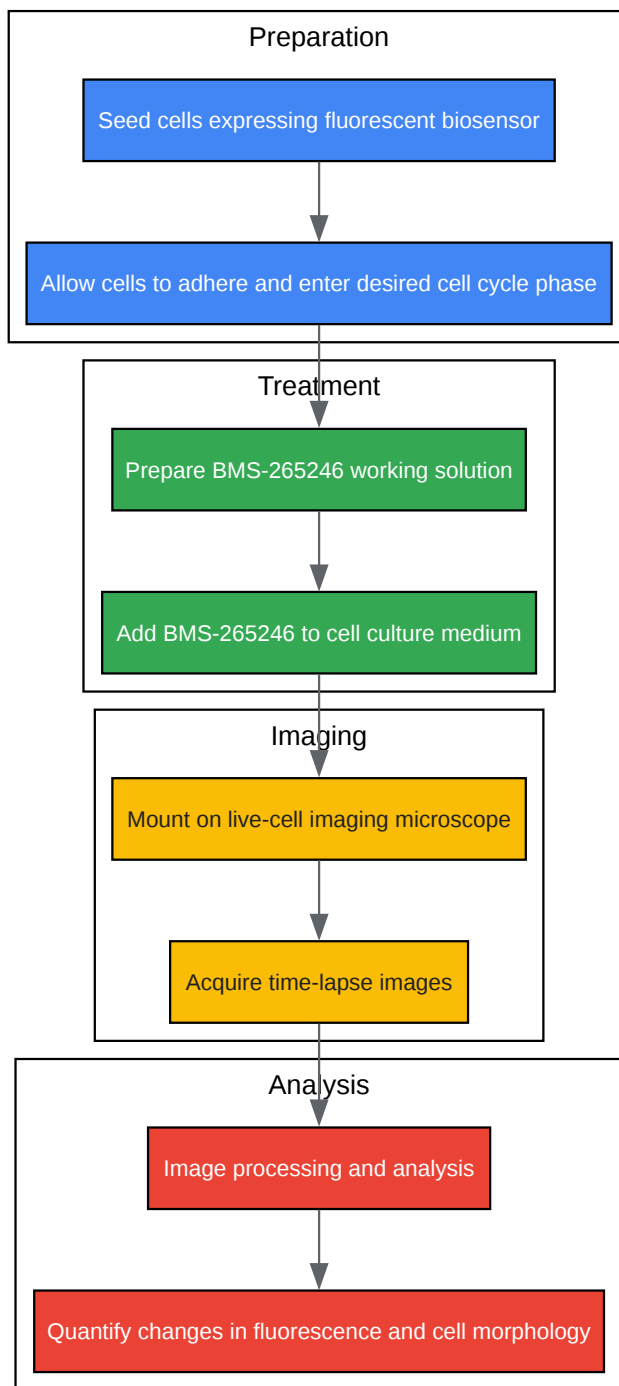 Preparation
Seed cells expressing fluorescent biosensor
Allow cells to adhere and enter desired cell cycle phase
Treatment
Prepare BMS-265246 working solution
Add BMS-265246 to cell culture medium
Imaging
Mount on live-cell imaging microscope
Acquire time-lapse images
Analysis
Image processing and analysis
Quantify changes in fluorescence and cell morphology